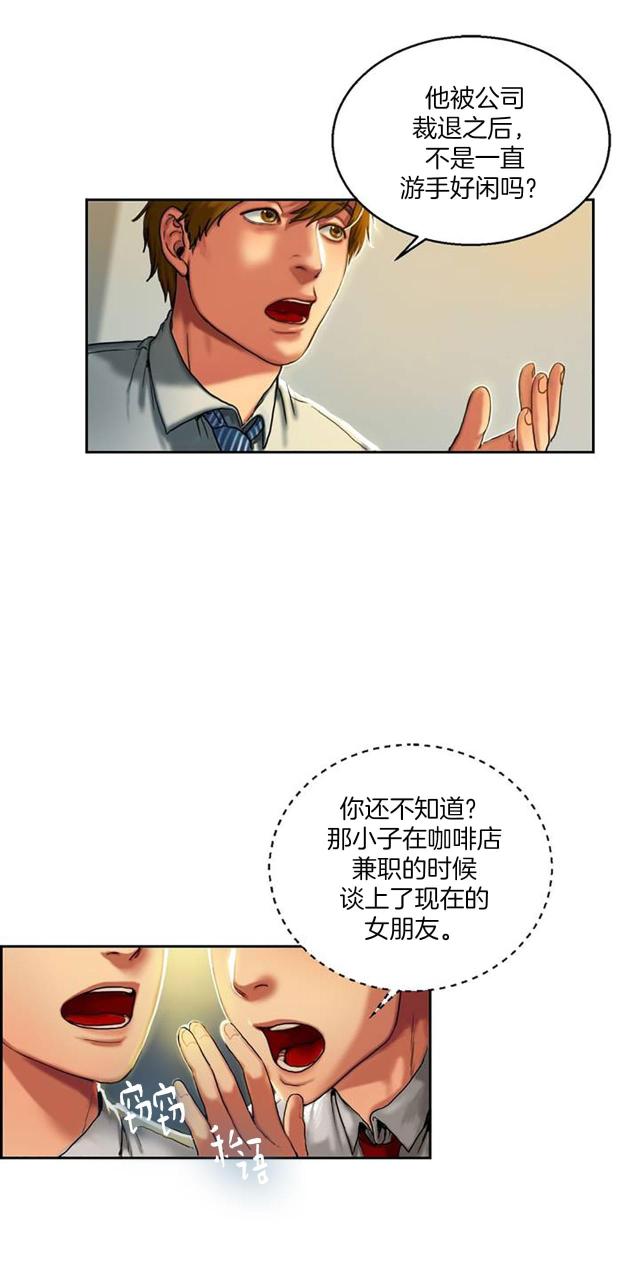 他被公司
裁退之后，
不是一直
游手好闲吗？
你还不知道？
那小子在咖啡店
兼职的时候
谈上了现在的
女朋友。
窃窃
私语